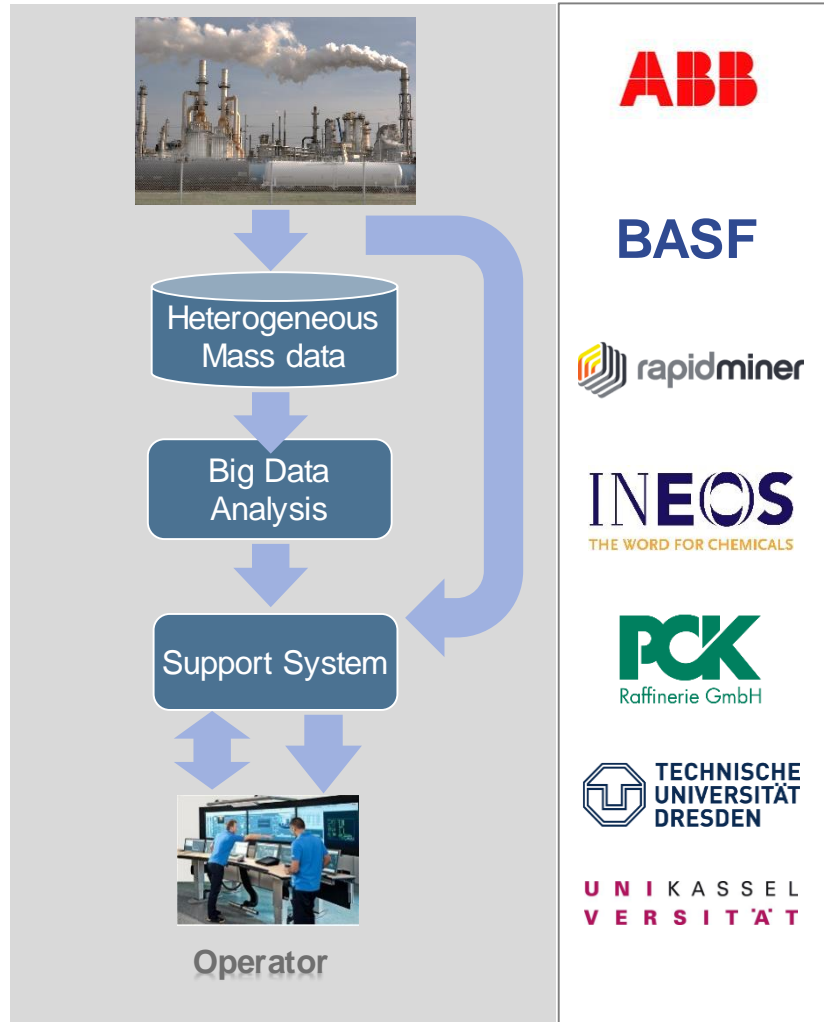 Heterogeneous
Mass data
Big Data
Analysis
Support System
Operator
ABB
BASF
rapidminer
INEOS
THE WORD FOR CHEMICALS
PCK
Raffinerie GmbH
TECHNISCHE
UNIVERSITÄT
DRESDEN
UNIKASSEL
VERSITÄT